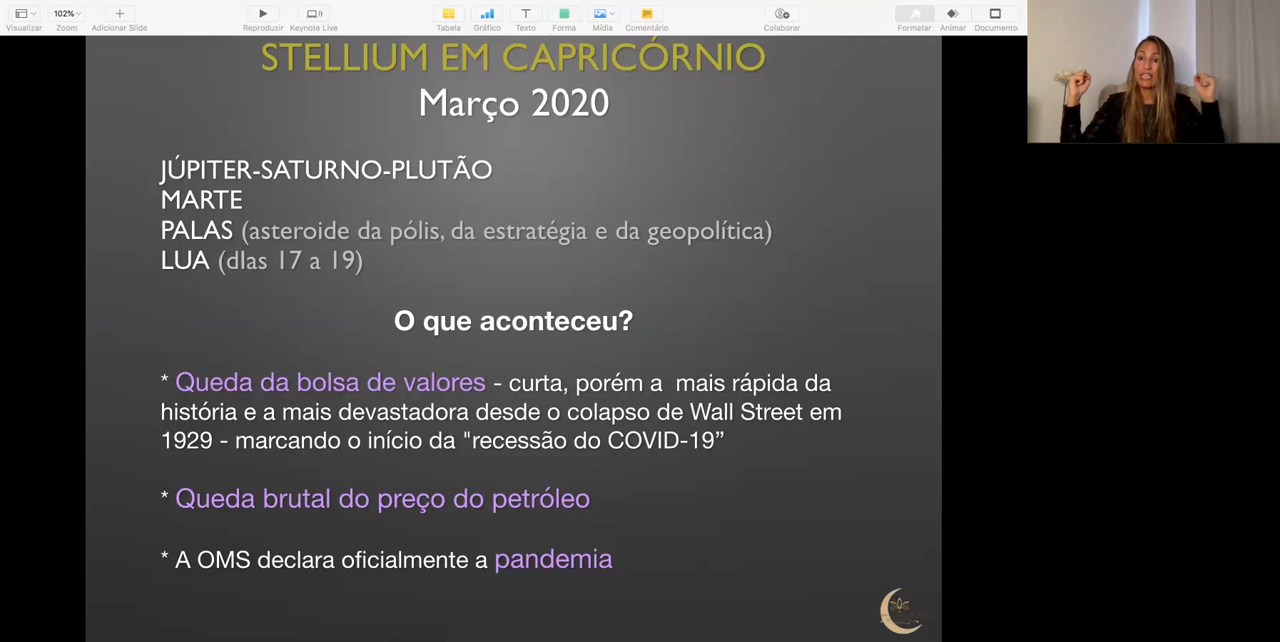 102%
Visualizar
Zoom
Adicionar Slide
Reproduzir
Keynote Live
Tabela
Gráfico
Texto
Forma
Mídia
Comentário
Colaborar
Formatar
Animar
Documento
STELLIUM EM CAPRICÓRNIO
Março 2020
JÚPITER-SATURNO-PLUTÃO
MARTE
PALAS (asteroide da pólis, da estratégia e da geopolítica)
LUA (dIas 17 a 19)
O que aconteceu?
* Queda da bolsa de valores - curta, porém a mais rápida da
história e a mais devastadora desde o colapso de Wall Street em
1929 - marcando o início da "recessão do COVID-19”
* Queda brutal do preço do petróleo
* A OMS declara oficialmente a pandemia